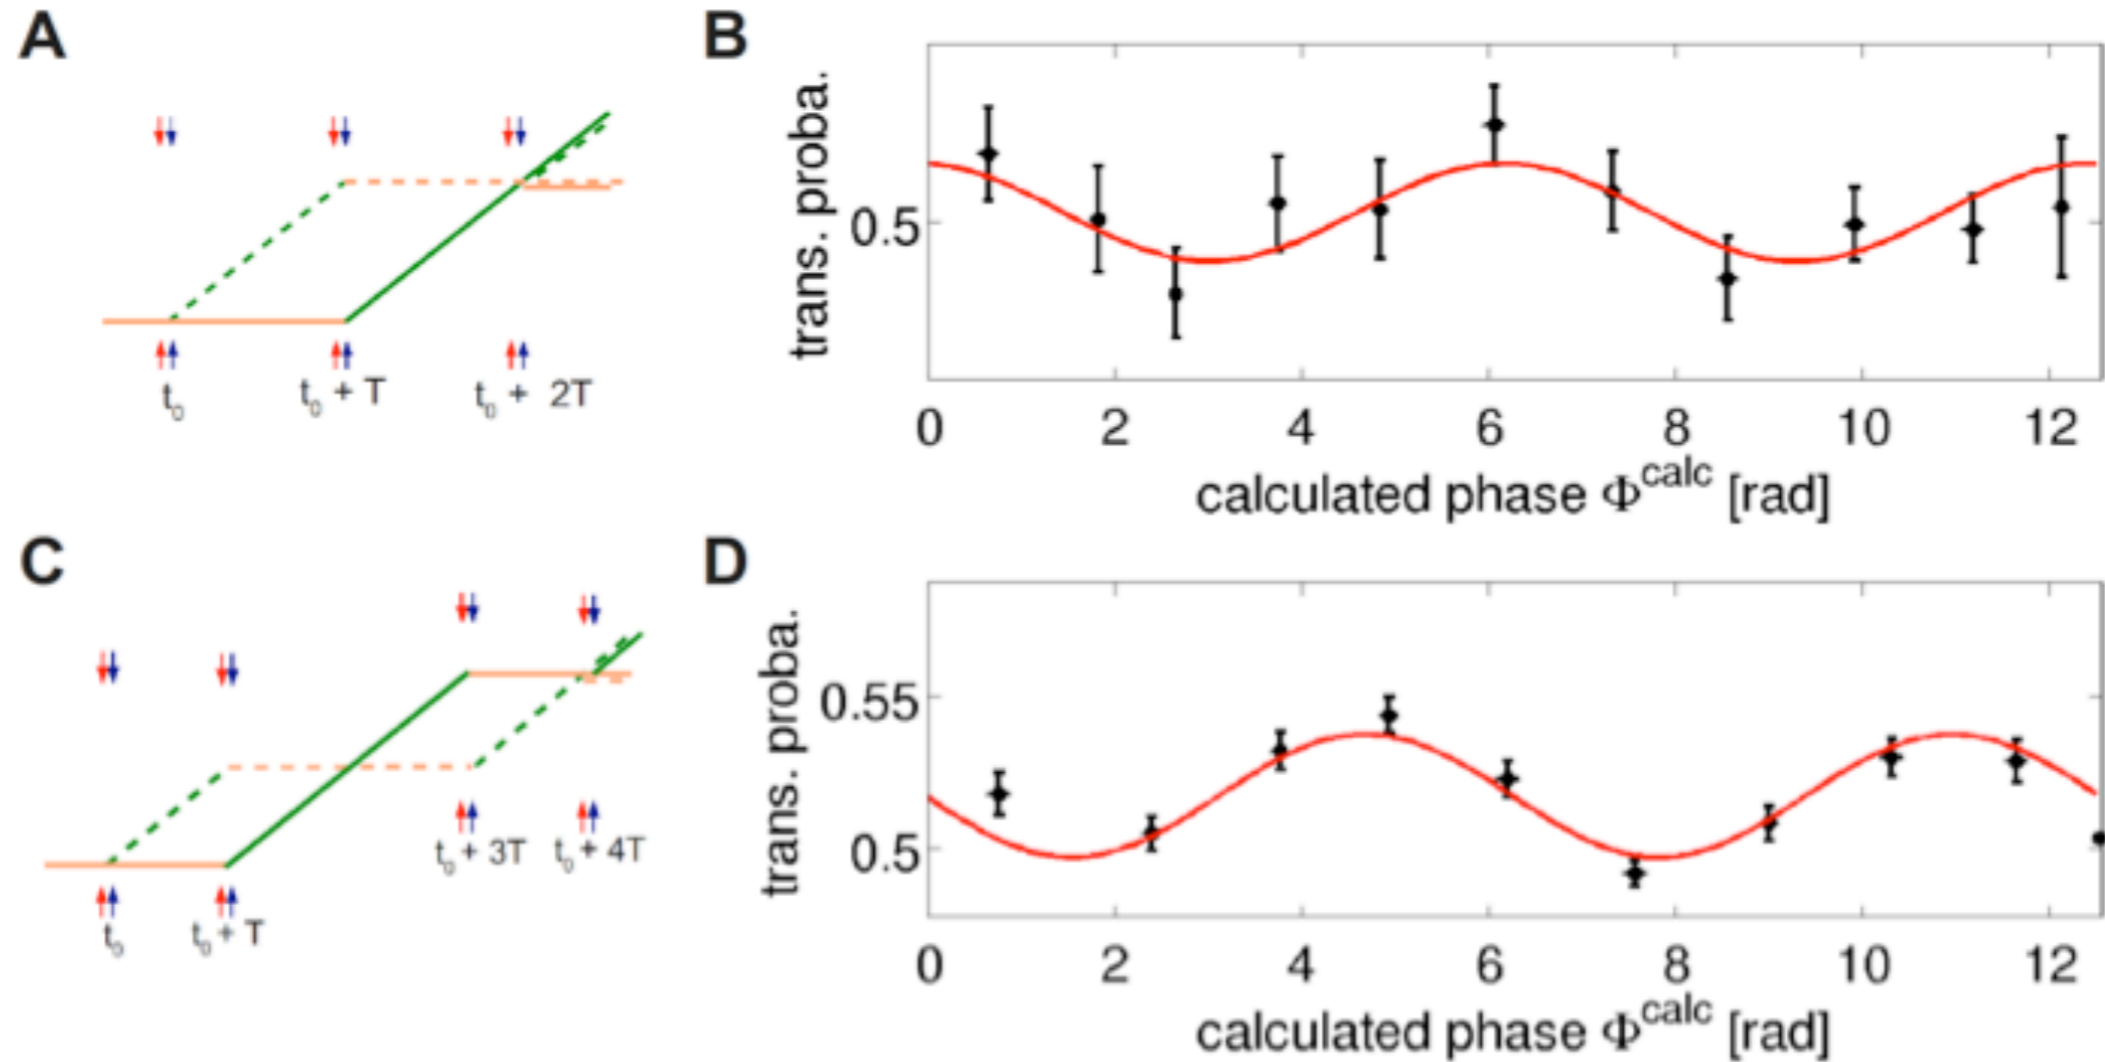 A
t₀
t₀ + T
t₀ + 2T
B
trans. proba.
0.5
0 2 4 6 8 10 12
calculated phase Φ^calc [rad]
C
t₀
t₀ + T
t₀ + 3T
t₀ + 4T
D
trans. proba.
0.55
0.5
0 2 4 6 8 10 12
calculated phase Φ^calc [rad]